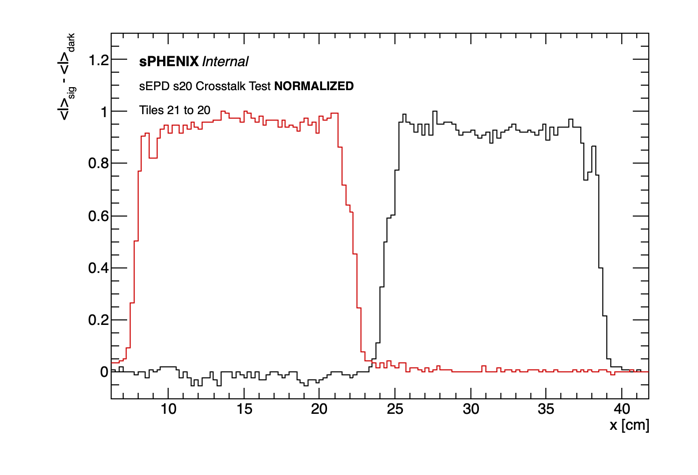 <I>sig - <I>dark
1.2
sPHENIX Internal
sEPD s20 Crosstalk Test NORMALIZED
Tiles 21 to 20
1
0.8
0.6
0.4
0.2
0
10 15 20 25 30 35 40
x [cm]